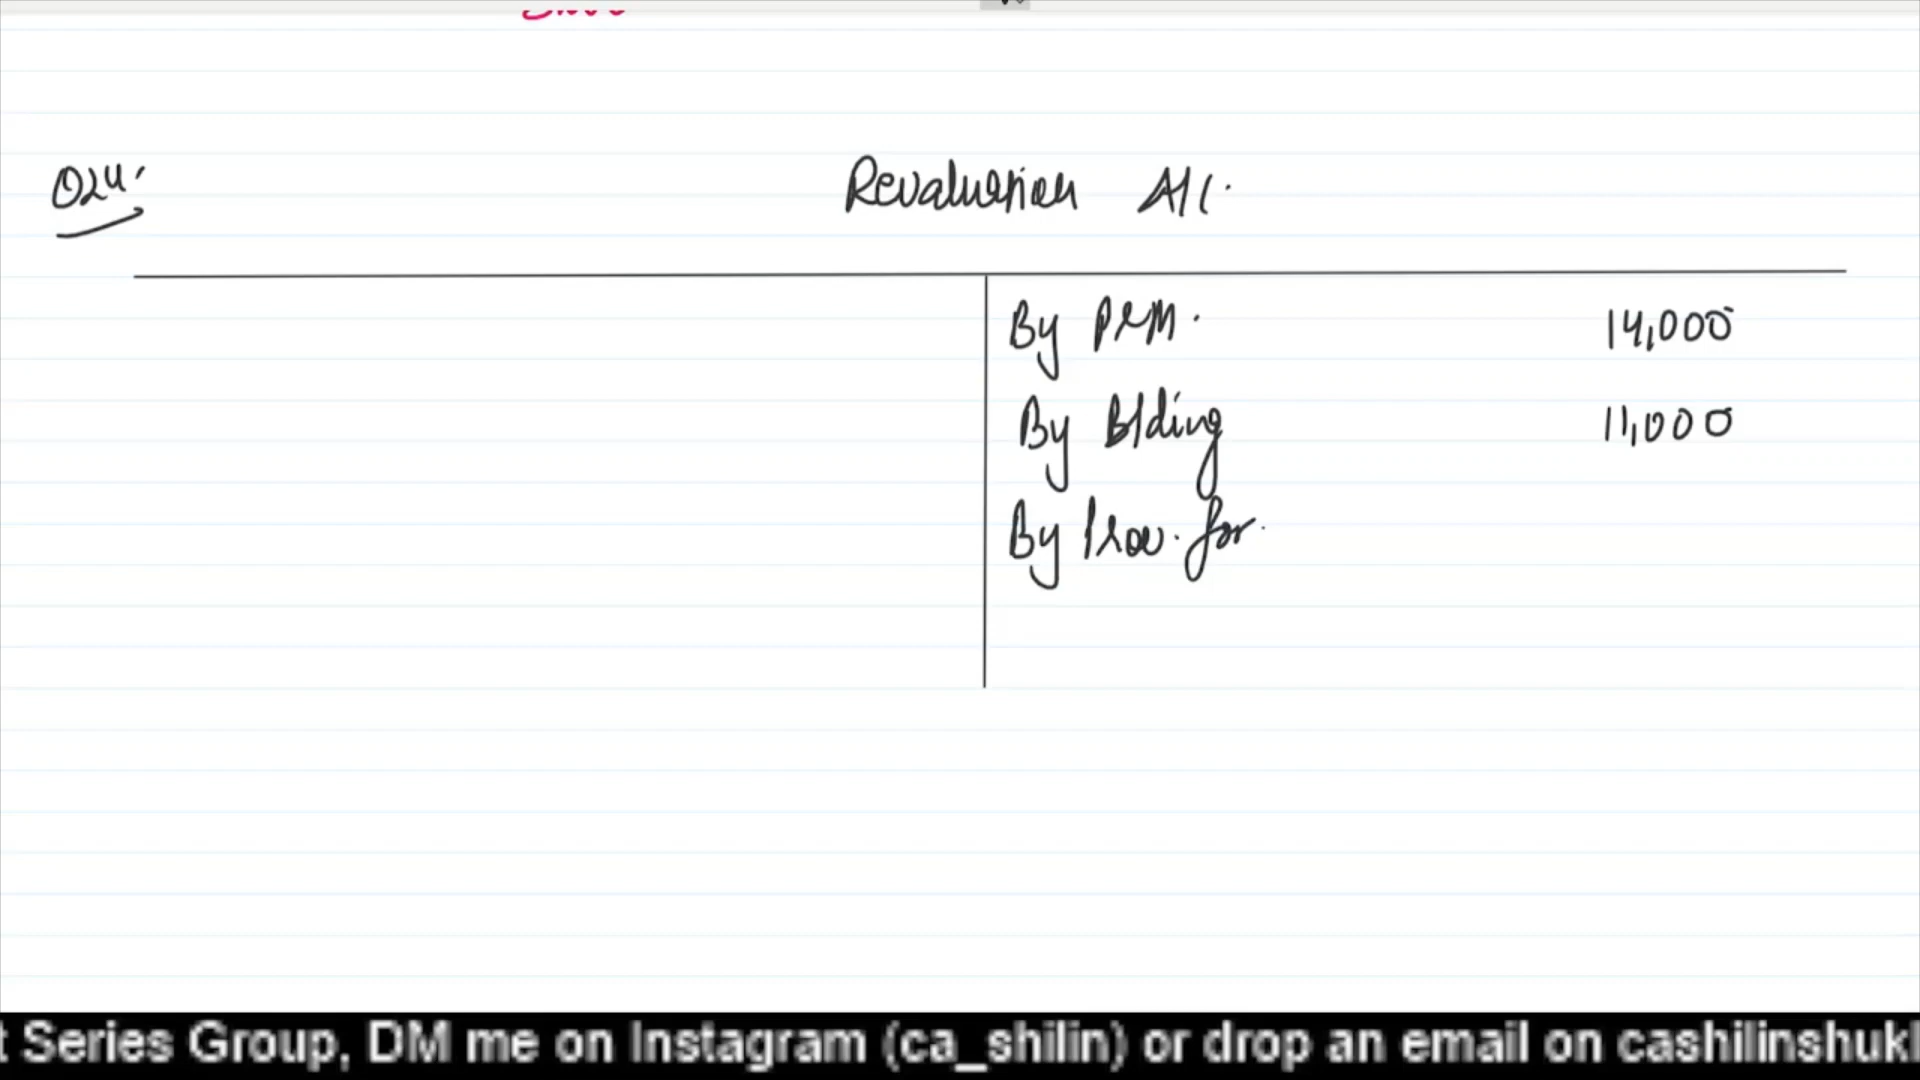 Q24.
Revaluation A/c.
By P&M. 14,000
By Blding 11,000
By Prov. for.
t Series Group, DM me on Instagram (ca_shilin) or drop an email on cashilinshukl